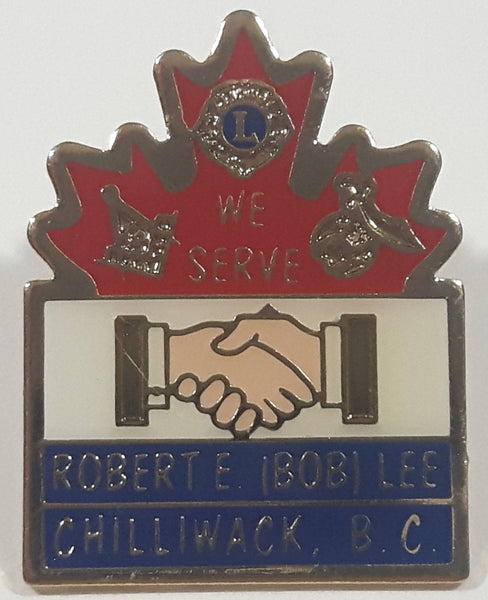 L
WE
SERVE
ROBERT E. (BOB) LEE
CHILLIWACK, B.C.